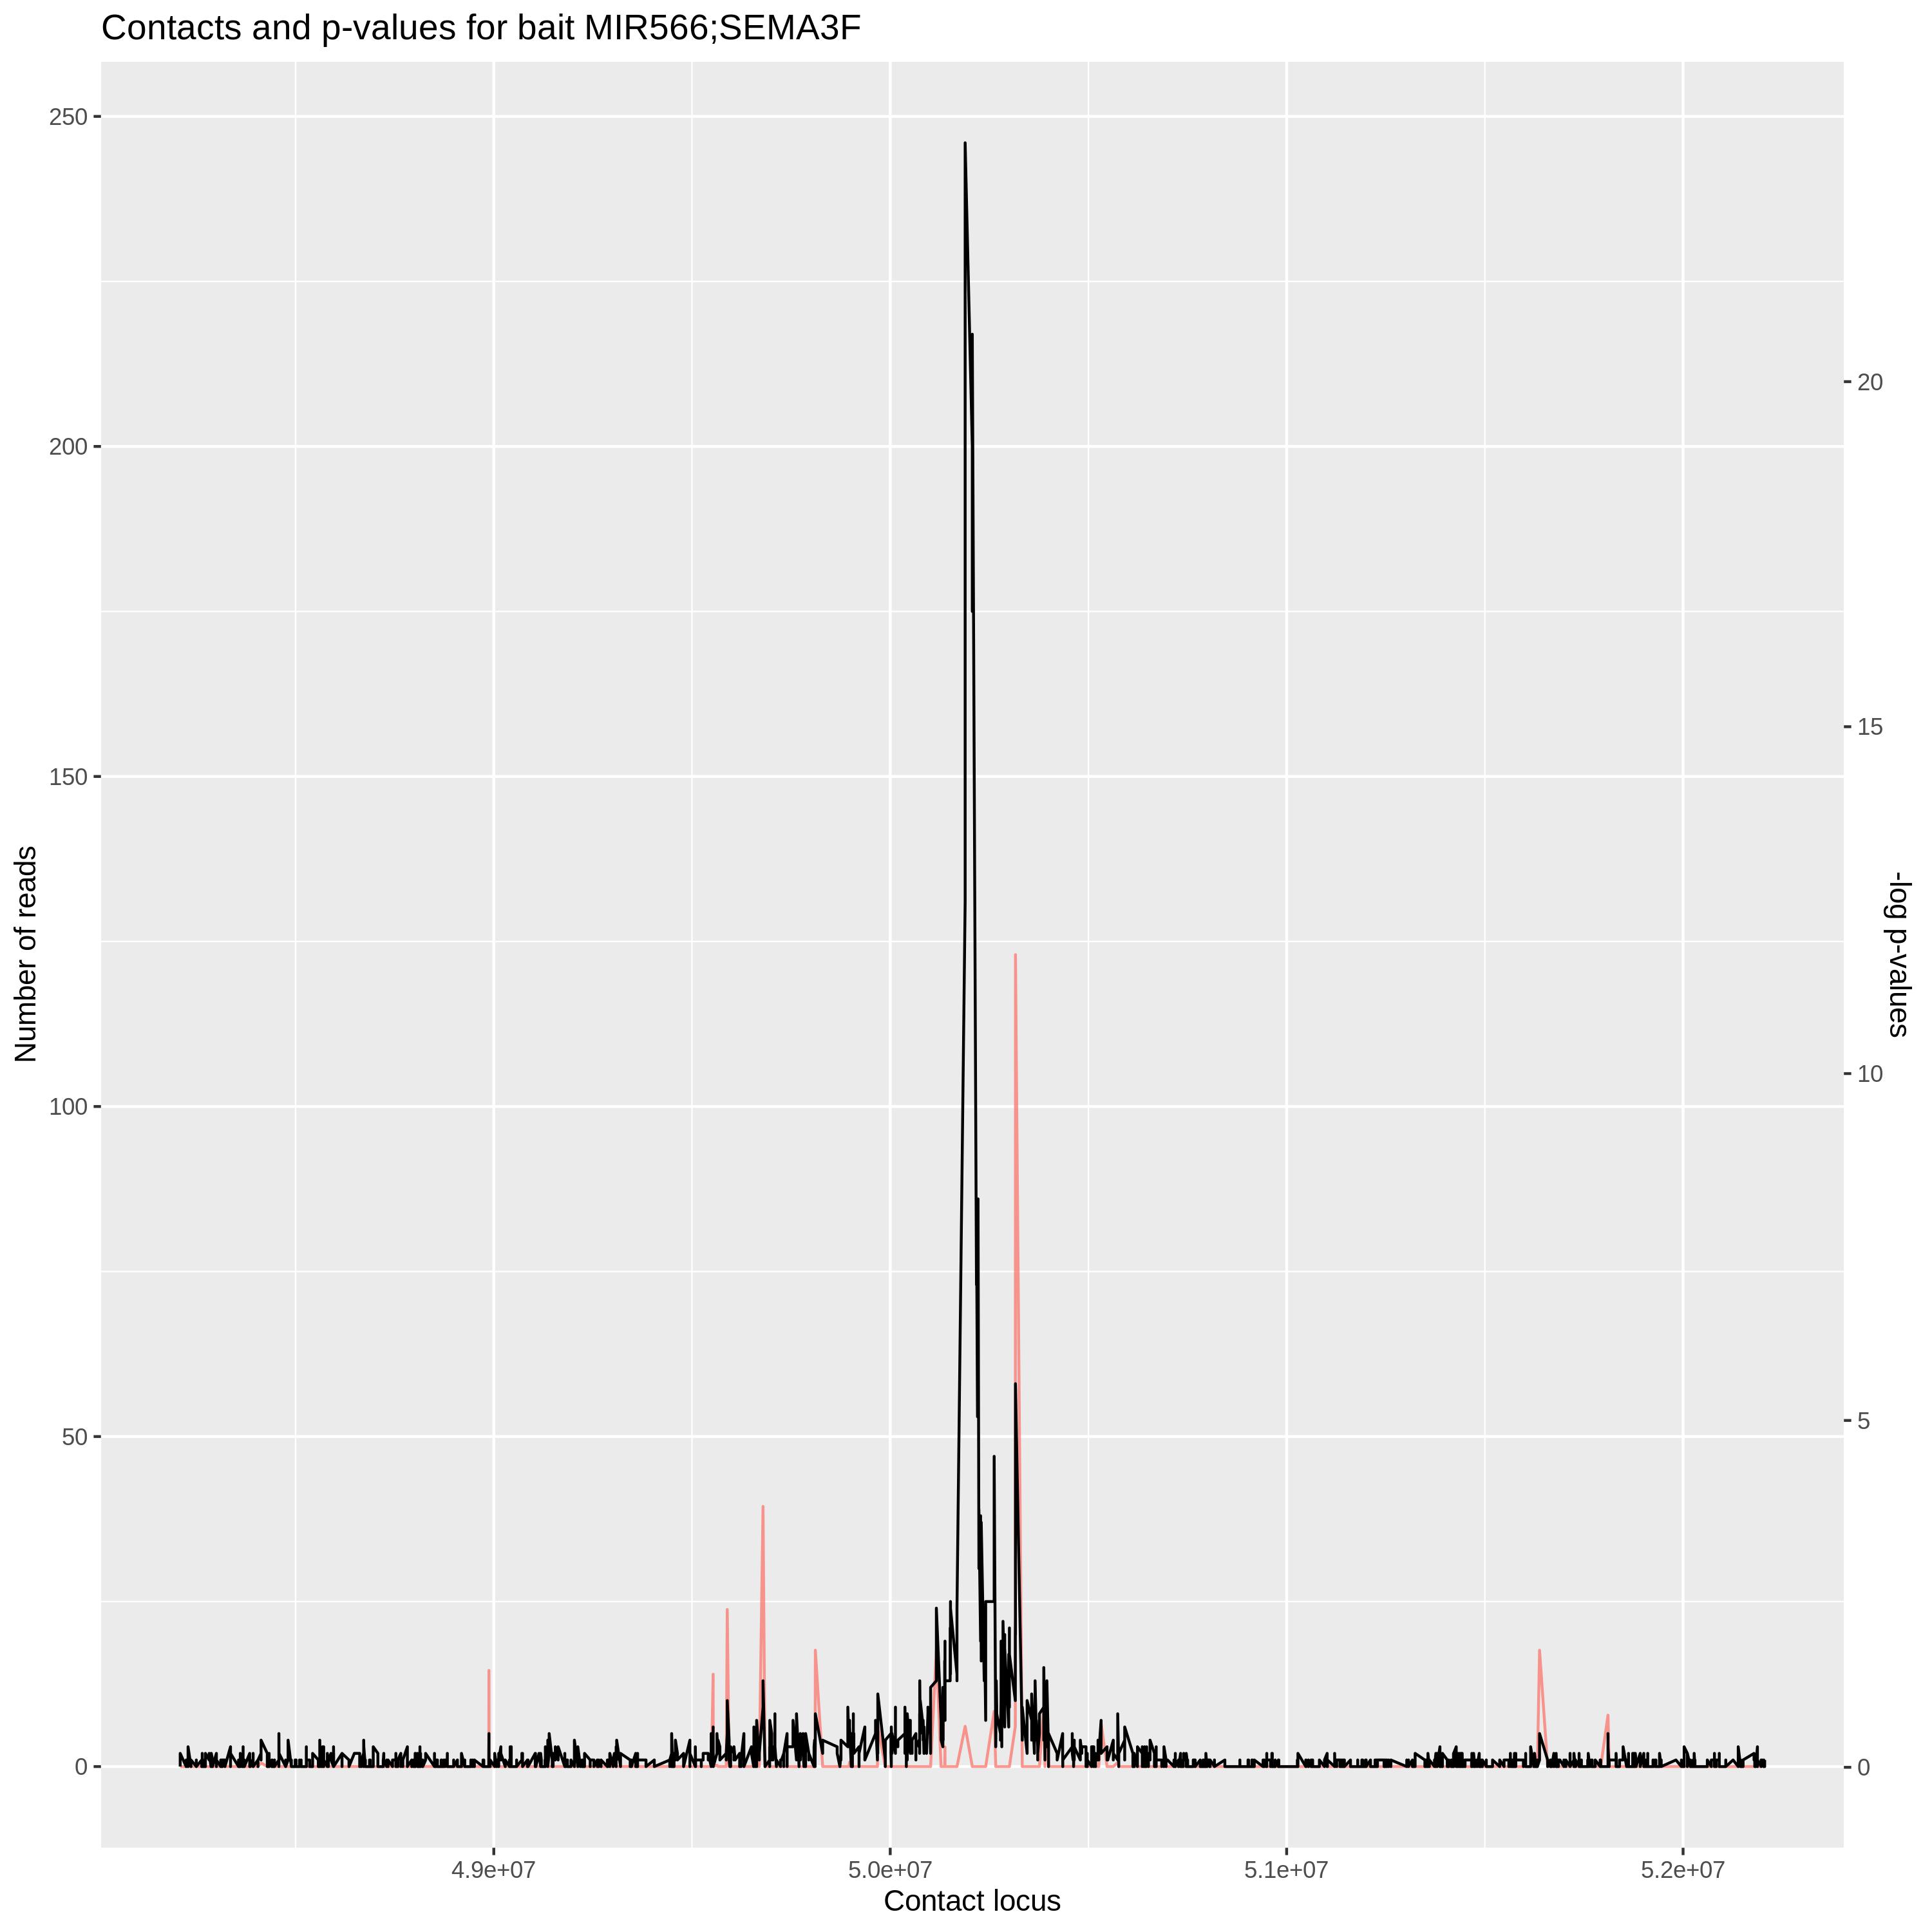 Contacts and p-values for bait MIR566;SEMA3F
250
200
150
100
50
0
Number of reads
20
15
10
5
0
-log p-values
4.9e+07
5.0e+07
5.1e+07
5.2e+07
Contact locus